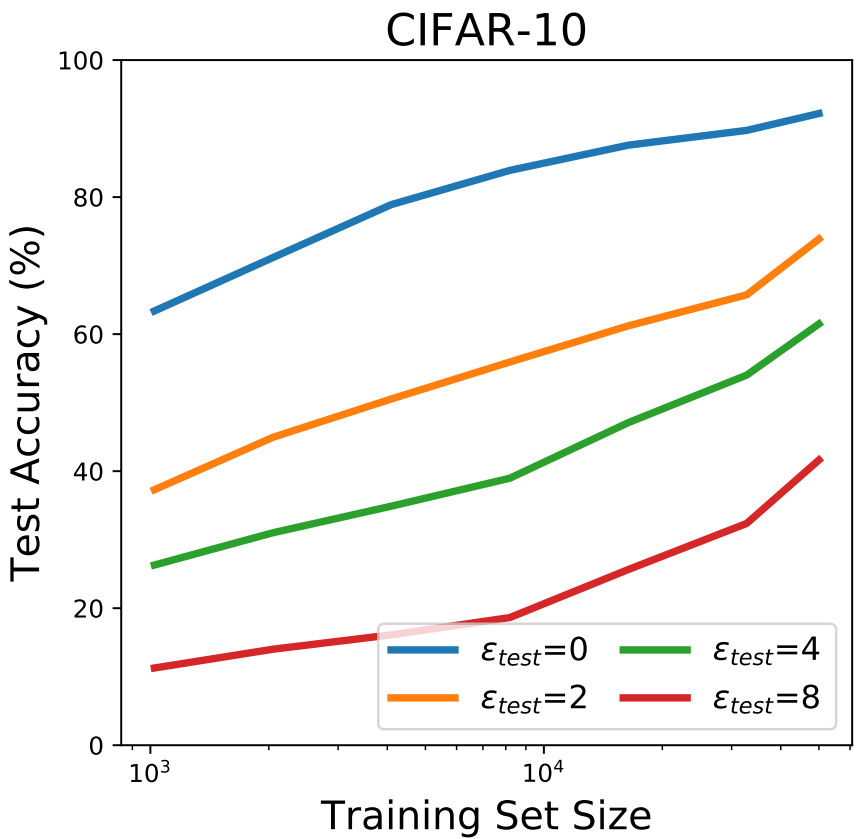 CIFAR-10
100
80
60
40
20
0
Test Accuracy (%)
10³
10⁴
Training Set Size
ε_test=0
ε_test=4
ε_test=2
ε_test=8